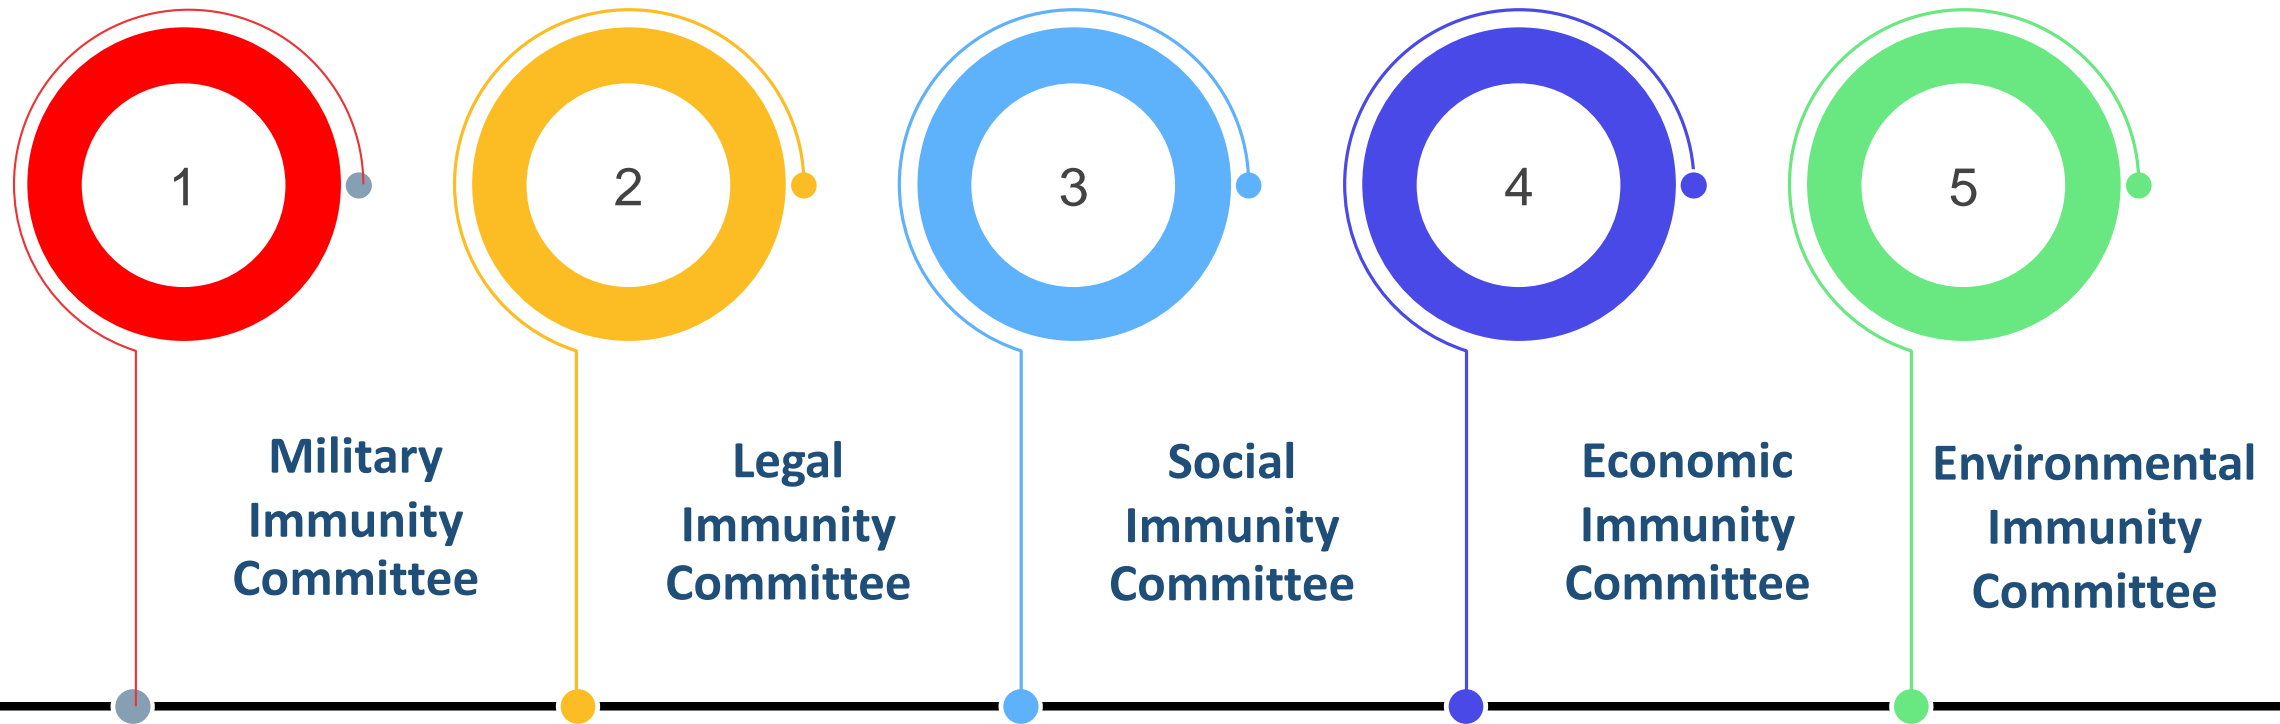 1
2
3
4
5
Military
Immunity
Committee
Legal
Immunity
Committee
Social
Immunity
Committee
Economic
Immunity
Committee
Environmental
Immunity
Committee